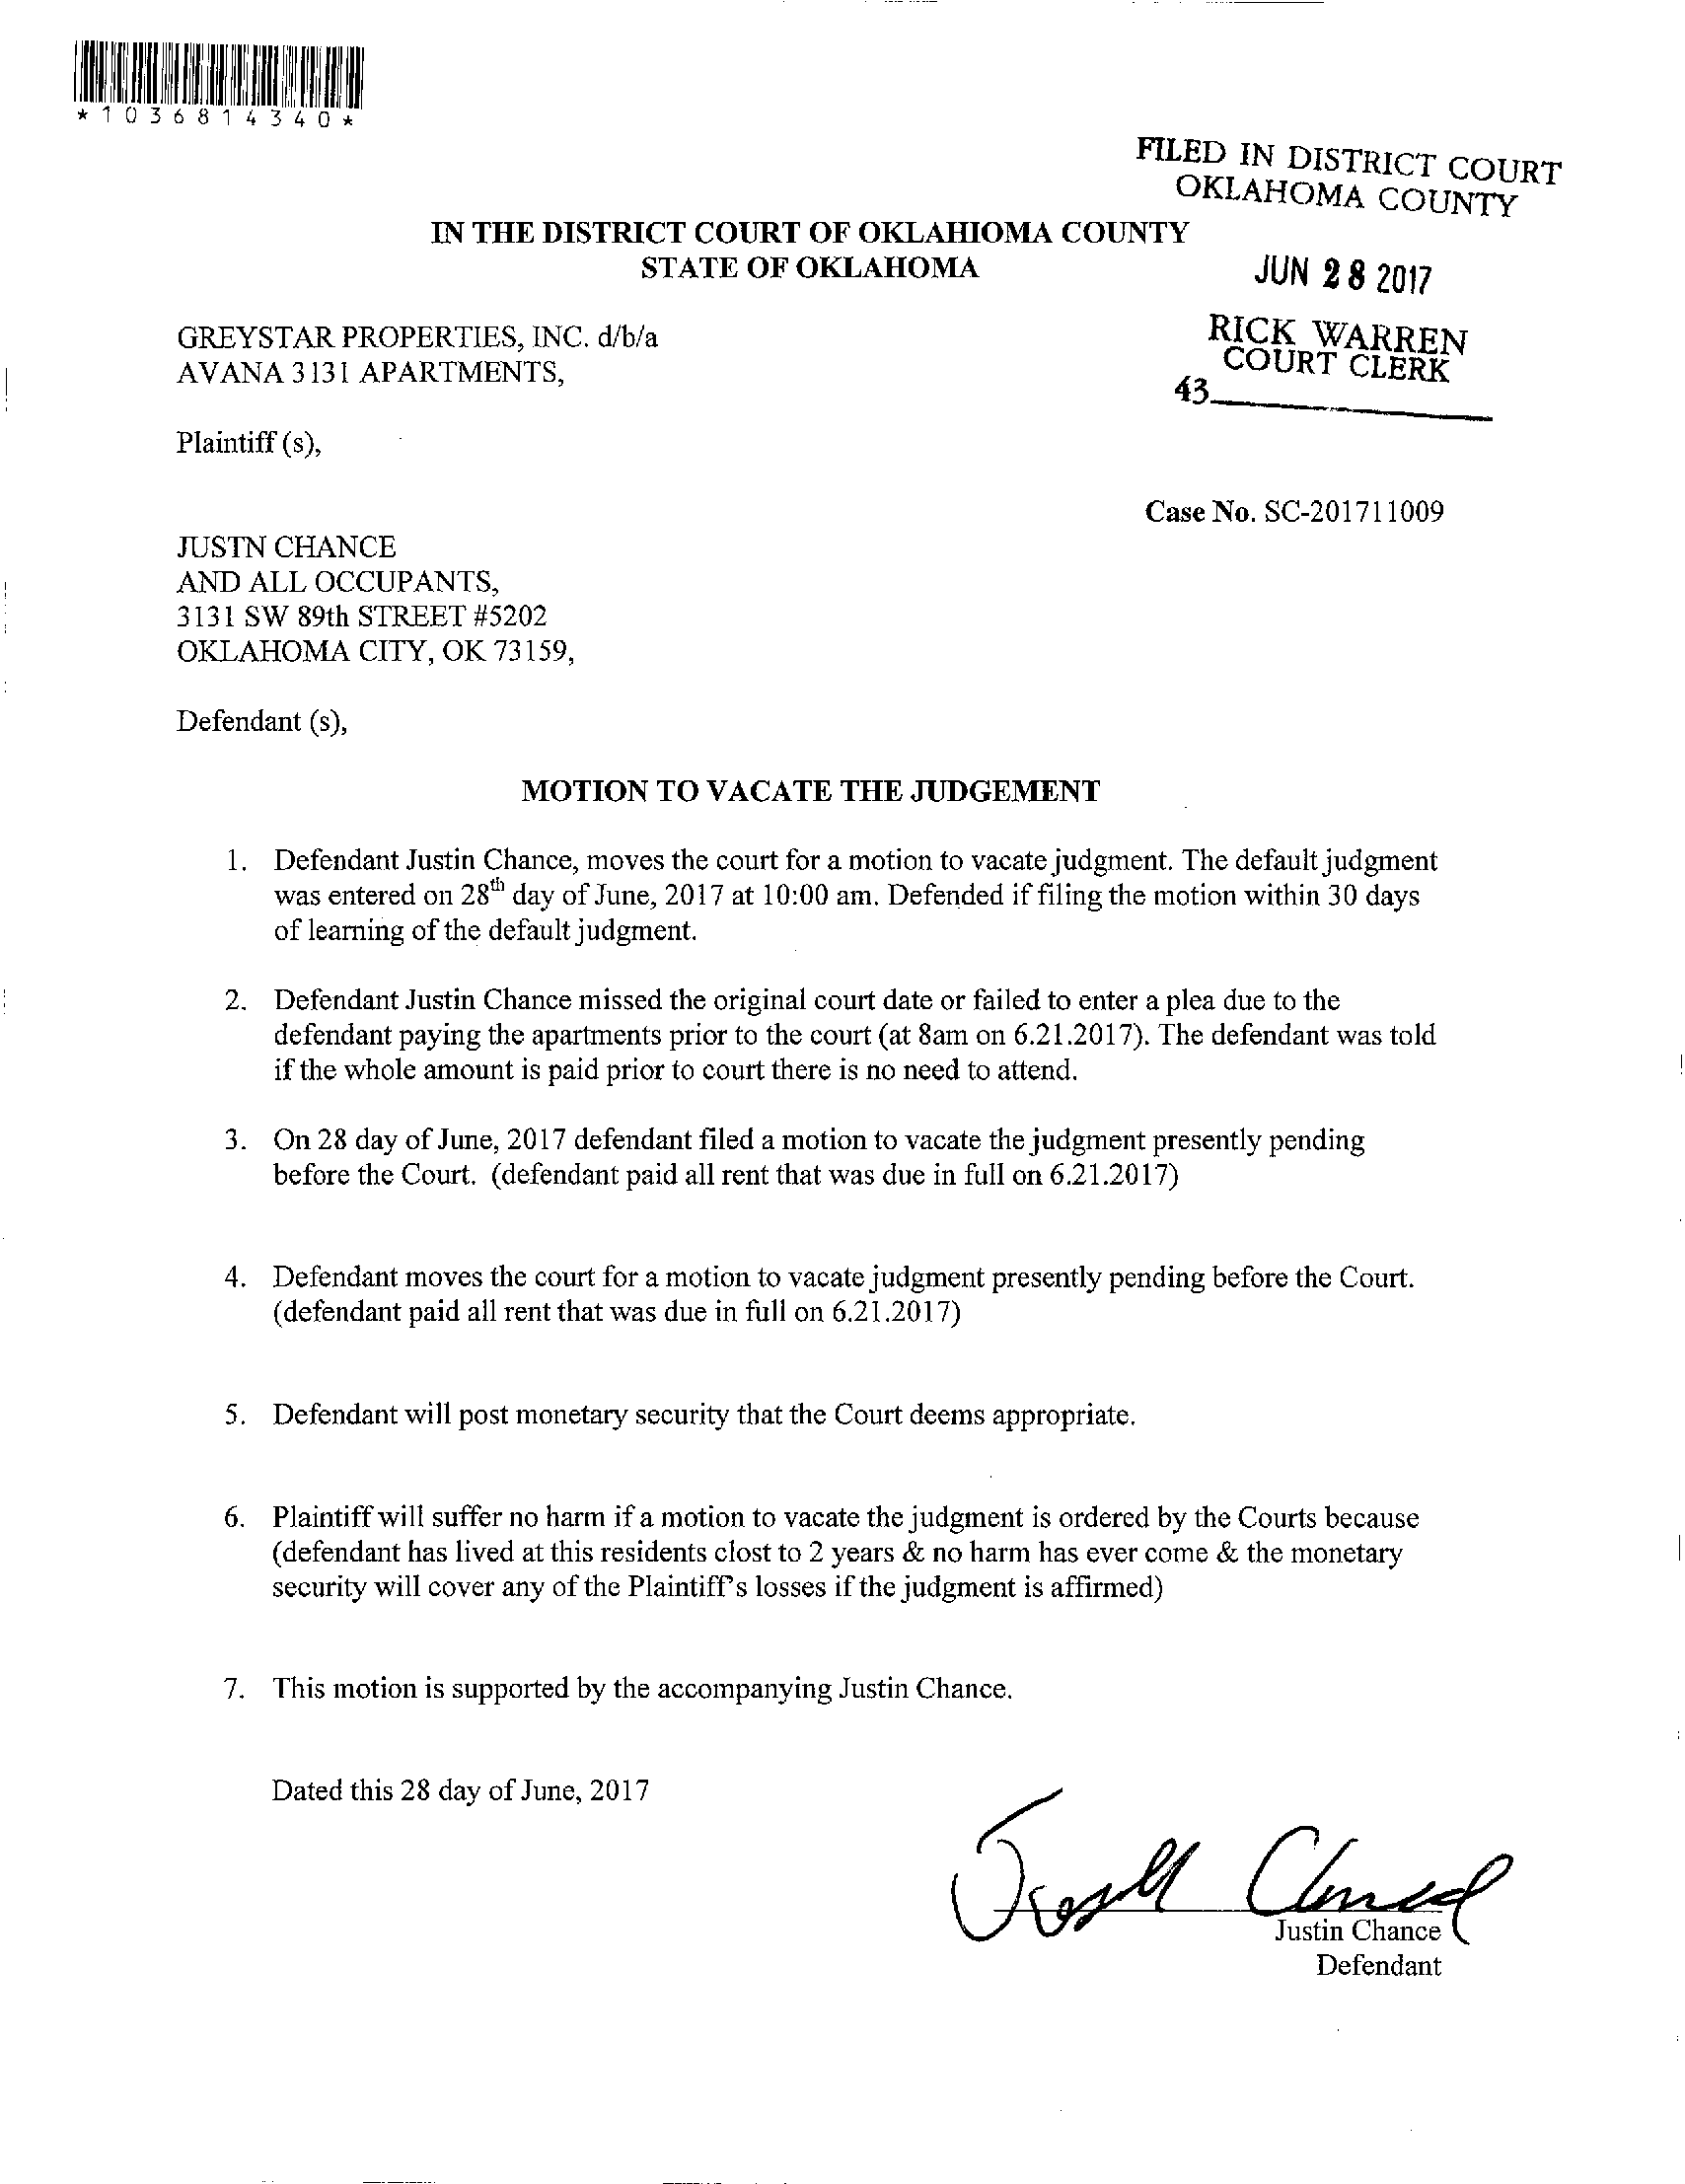 *1036814340*
FILED IN DISTRICT COURT
OKLAHOMA COUNTY
IN THE DISTRICT COURT OF OKLAHIOMA COUNTY
STATE OF OKLAHOMA
JUN 28 2017
RICK WARREN
COURT CLERK
43
GREYSTAR PROPERTIES, INC. d/b/a
AVANA 3131 APARTMENTS,
Plaintiff (s),
Case No. SC-201711009
JUSTN CHANCE
AND ALL OCCUPANTS,
3131 SW 89th STREET #5202
OKLAHOMA CITY, OK 73159,
Defendant (s),
MOTION TO VACATE THE JUDGEMENT
1. Defendant Justin Chance, moves the court for a motion to vacate judgment. The default judgment
was entered on 28th day of June, 2017 at 10:00 am. Defended if filing the motion within 30 days
of learning of the default judgment.
2. Defendant Justin Chance missed the original court date or failed to enter a plea due to the
defendant paying the apartments prior to the court (at 8am on 6.21.2017). The defendant was told
if the whole amount is paid prior to court there is no need to attend.
3. On 28 day of June, 2017 defendant filed a motion to vacate the judgment presently pending
before the Court. (defendant paid all rent that was due in full on 6.21.2017)
4. Defendant moves the court for a motion to vacate judgment presently pending before the Court.
(defendant paid all rent that was due in full on 6.21.2017)
5. Defendant will post monetary security that the Court deems appropriate.
6. Plaintiff will suffer no harm if a motion to vacate the judgment is ordered by the Courts because
(defendant has lived at this residents clost to 2 years & no harm has ever come & the monetary
security will cover any of the Plaintiff's losses if the judgment is affirmed)
7. This motion is supported by the accompanying Justin Chance.
Dated this 28 day of June, 2017
Justin Chance
Defendant